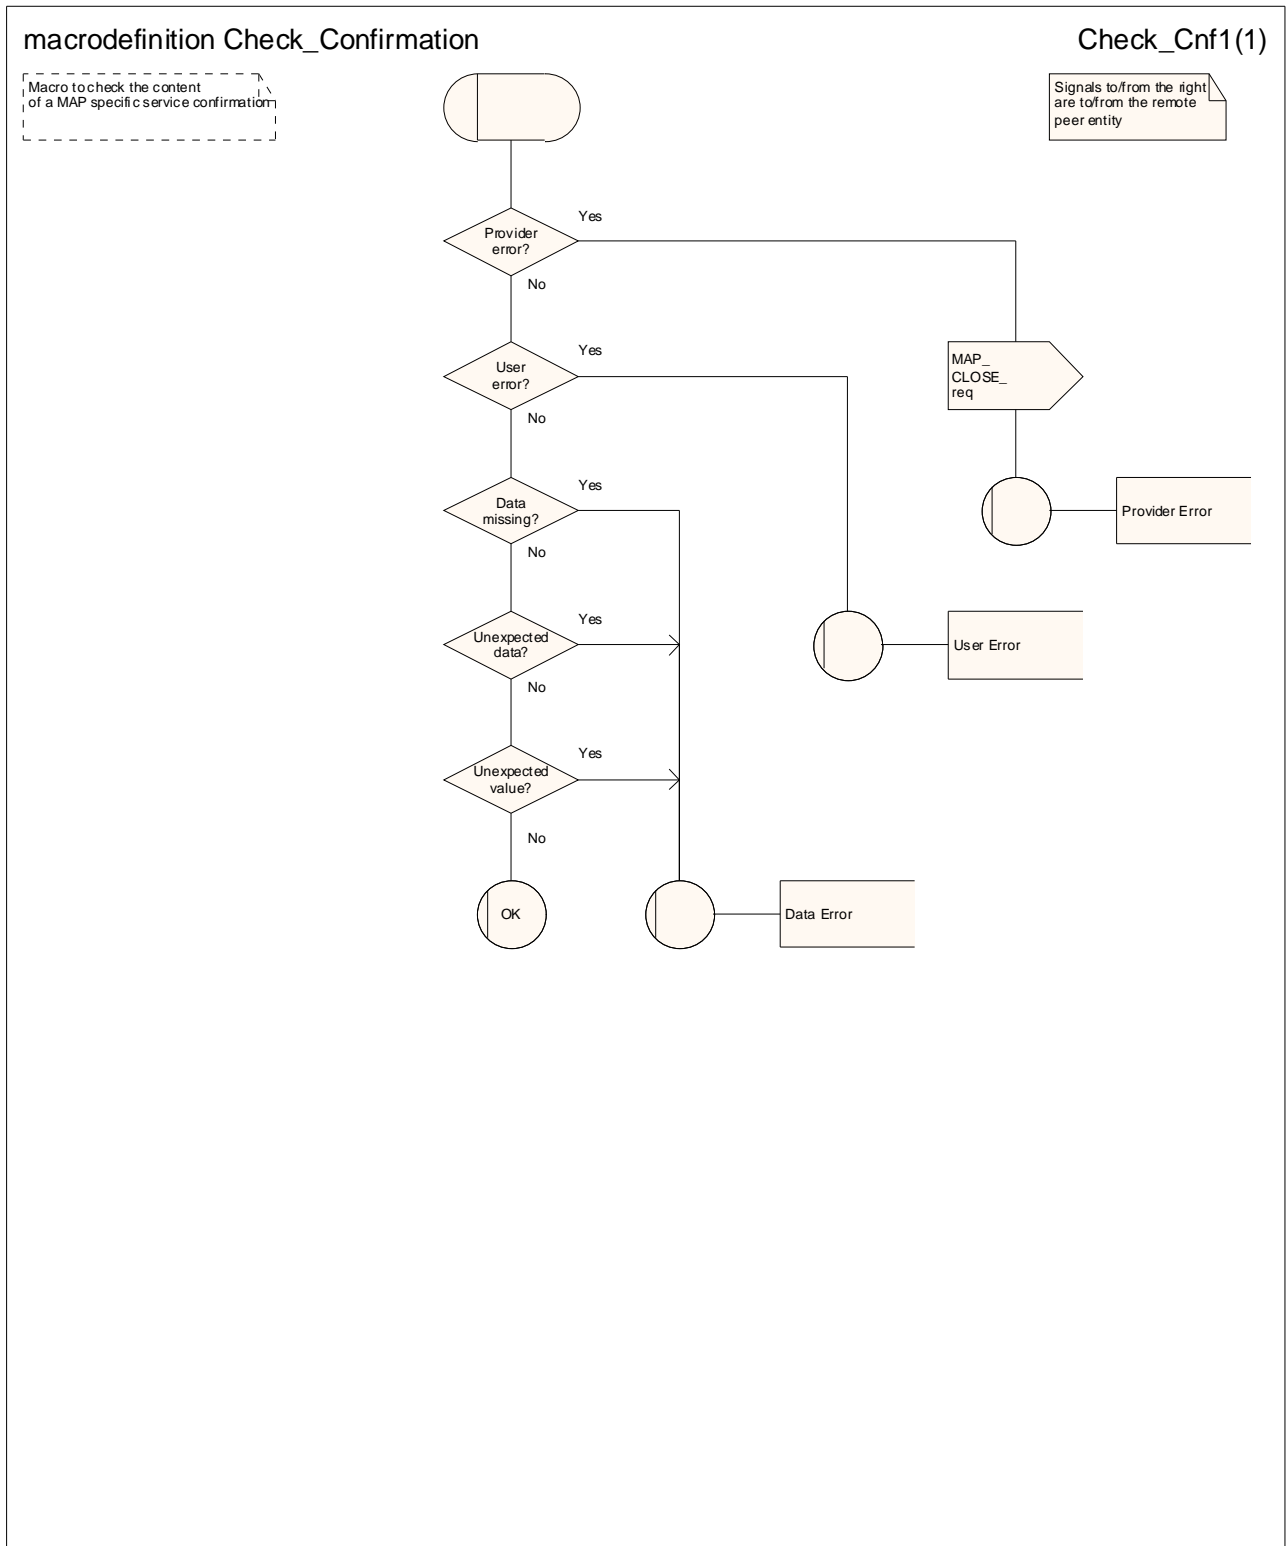 macrodefinition Check_Confirmation
Check_Cnf1(1)
Macro to check the content
of a MAP specific service confirmation
Signals to/from the right
are to/from the remote
peer entity
Provider
error?
Yes
No
User
error?
Yes
No
MAP_
CLOSE_
req
Data
missing?
Yes
No
Provider Error
Unexpected
data?
Yes
No
User Error
Unexpected
value?
Yes
No
OK
Data Error